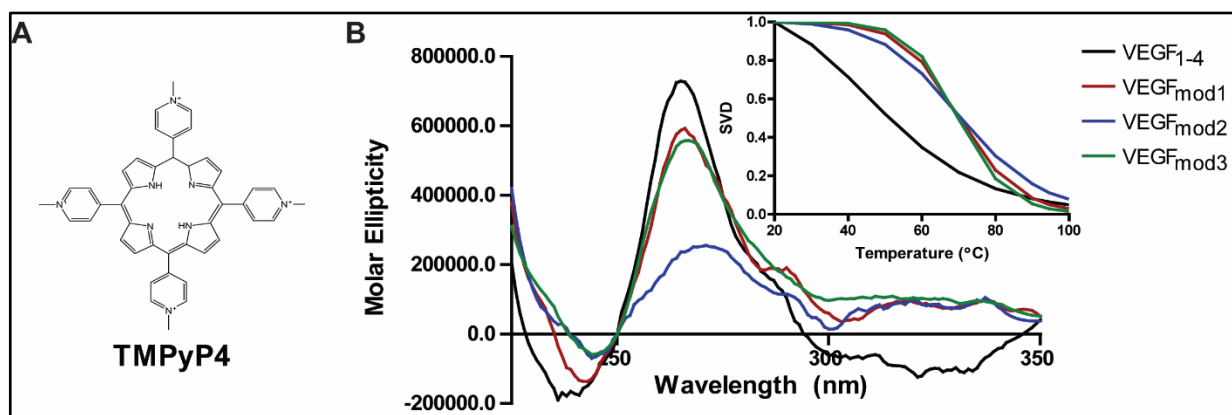 A
N⁺
N⁺
NH
N
N
HN
N⁺
N⁺
TMPyP4
B
Molar Ellipticity
800000.0
600000.0
400000.0
200000.0
0.0
-200000.0
250
300
350
Wavelength (nm)
SVD
1.0
0.8
0.6
0.4
0.2
0.0
20
40
60
80
100
Temperature (°C)
VEGF1-4
VEGFmod1
VEGFmod2
VEGFmod3